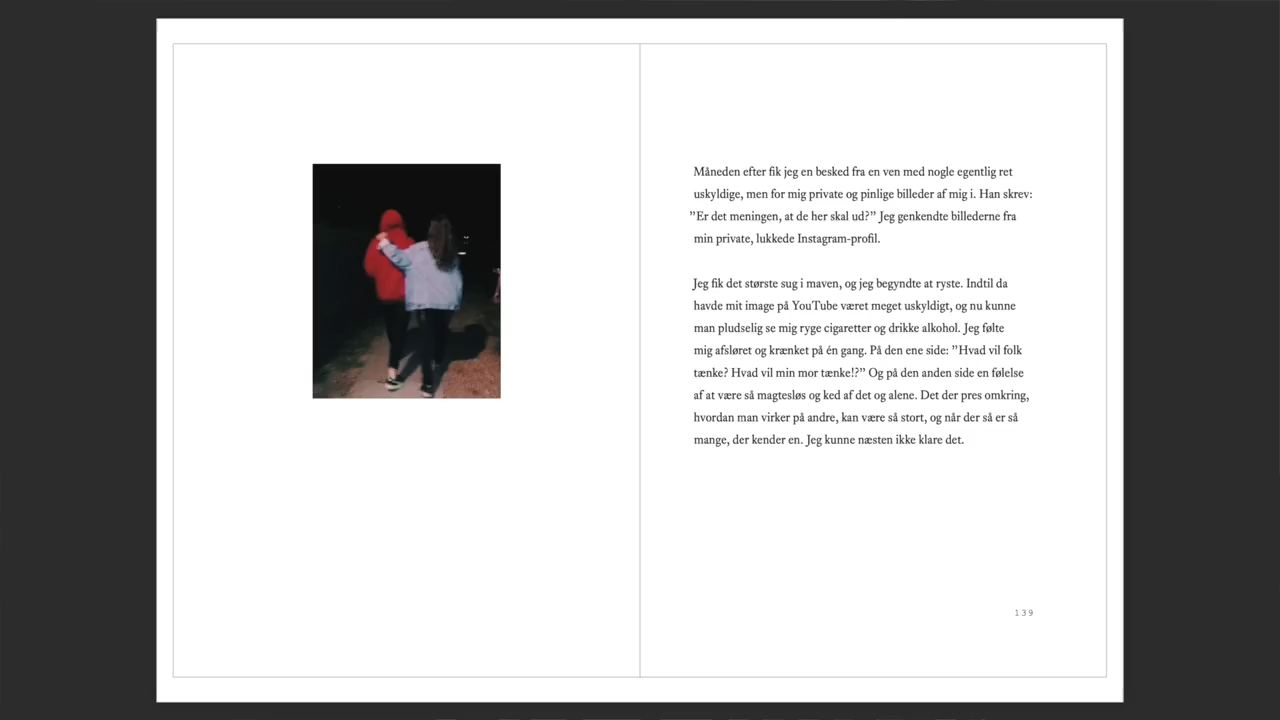 Måneden efter fik jeg en besked fra en ven med nogle egentlig ret
uskyldige, men for mig private og pinlige billeder af mig i. Han skrev:
”Er det meningen, at de her skal ud?” Jeg genkendte billederne fra
min private, lukkede Instagram-profil.
Jeg fik det største sug i maven, og jeg begyndte at ryste. Indtil da
havde mit image på YouTube været meget uskyldigt, og nu kunne
man pludselig se mig ryge cigaretter og drikke alkohol. Jeg følte
mig afsløret og krænket på én gang. På den ene side: ”Hvad vil folk
tænke? Hvad vil min mor tænke!?” Og på den anden side en følelse
af at være så magtesløs og ked af det og alene. Det der pres omkring,
hvordan man virker på andre, kan være så stort, og når der så er så
mange, der kender en. Jeg kunne næsten ikke klare det.
139